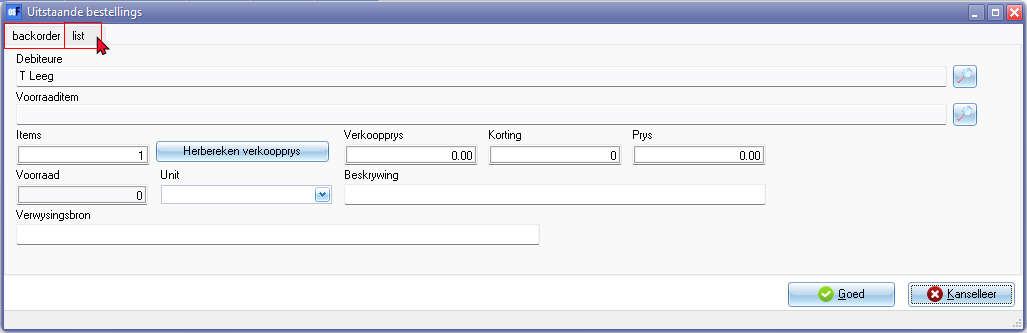 Uitstaande bestellings
backorder list
Debiteure
T Leeg
Voorraaditem
Items Verkoopprys Korting Prys
1 Herbereken verkoopprys 0.00 0 0.00
Voorraad Unit Beskrywing
0
Verwysingsbron
Goed Kanselleer